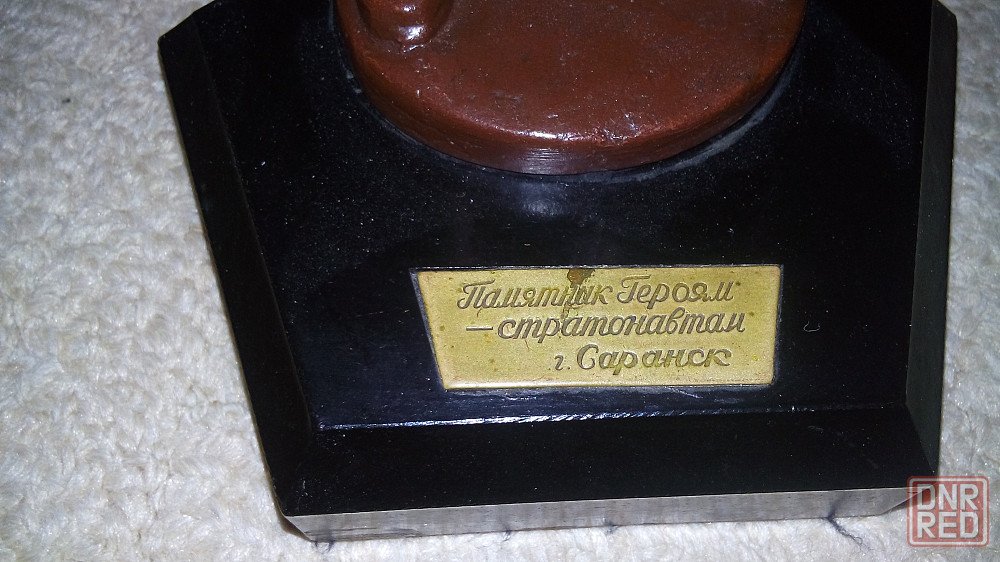 Памятник Героям
—стратонавтам
г. Саранск
DNR
RED